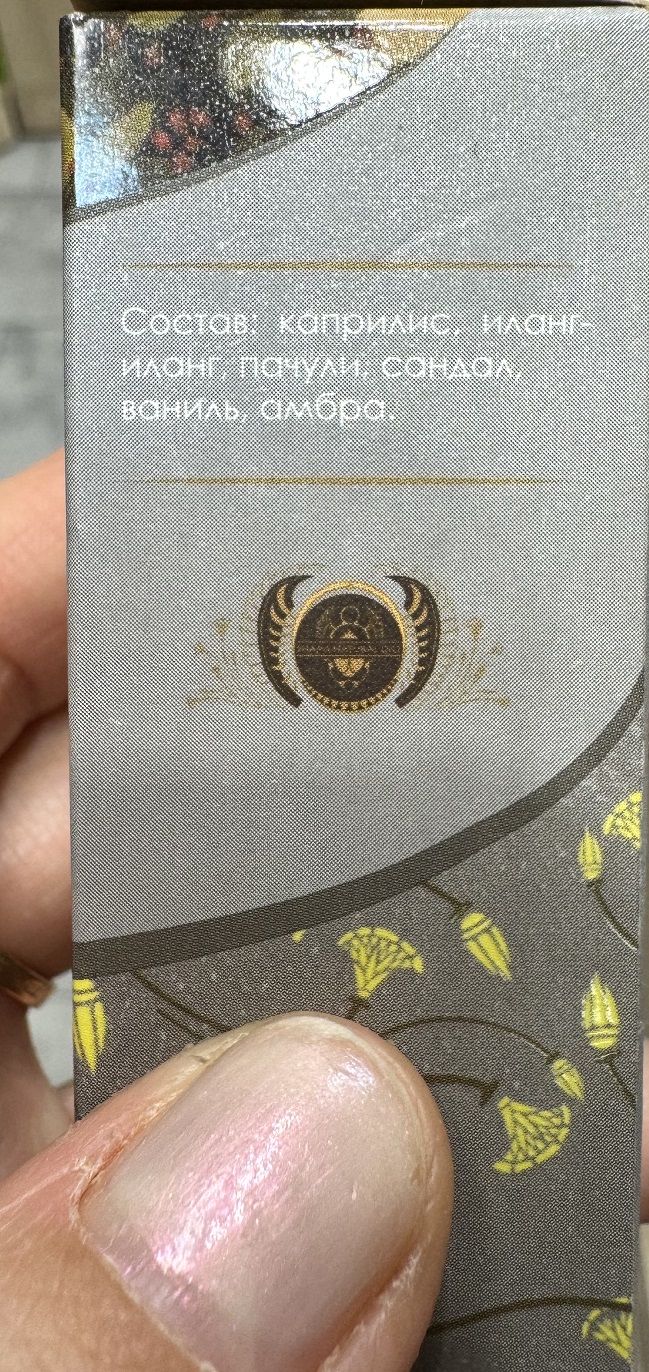 Состав: каприлис, иланг-
иланг, пачули, сандал,
ваниль, амбра.